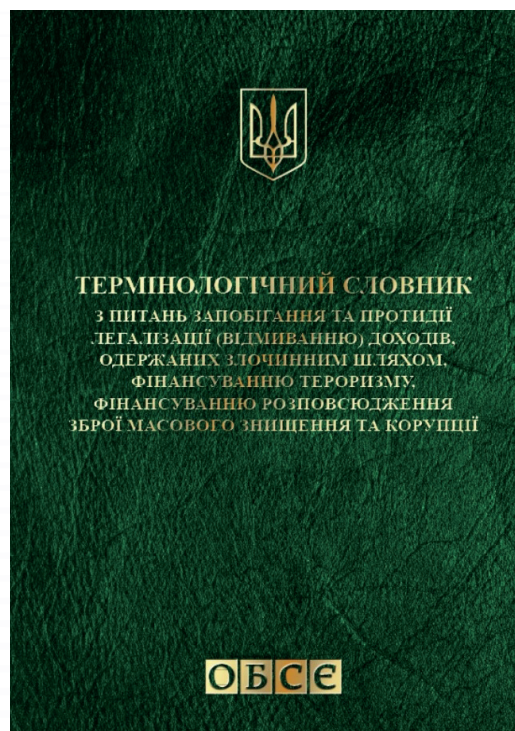 ТЕРМІНОЛОГІЧНИЙ СЛОВНИК
З ПИТАНЬ ЗАПОБІГАННЯ ТА ПРОТИДІЇ
ЛЕГАЛІЗАЦІЇ (ВІДМИВАННЮ) ДОХОДІВ,
ОДЕРЖАНИХ ЗЛОЧИННИМ ШЛЯХОМ,
ФІНАНСУВАННЮ ТЕРОРИЗМУ,
ФІНАНСУВАННЮ РОЗПОВСЮДЖЕННЯ
ЗБРОЇ МАСОВОГО ЗНИЩЕННЯ ТА КОРУПЦІЇ
ОБСЄ